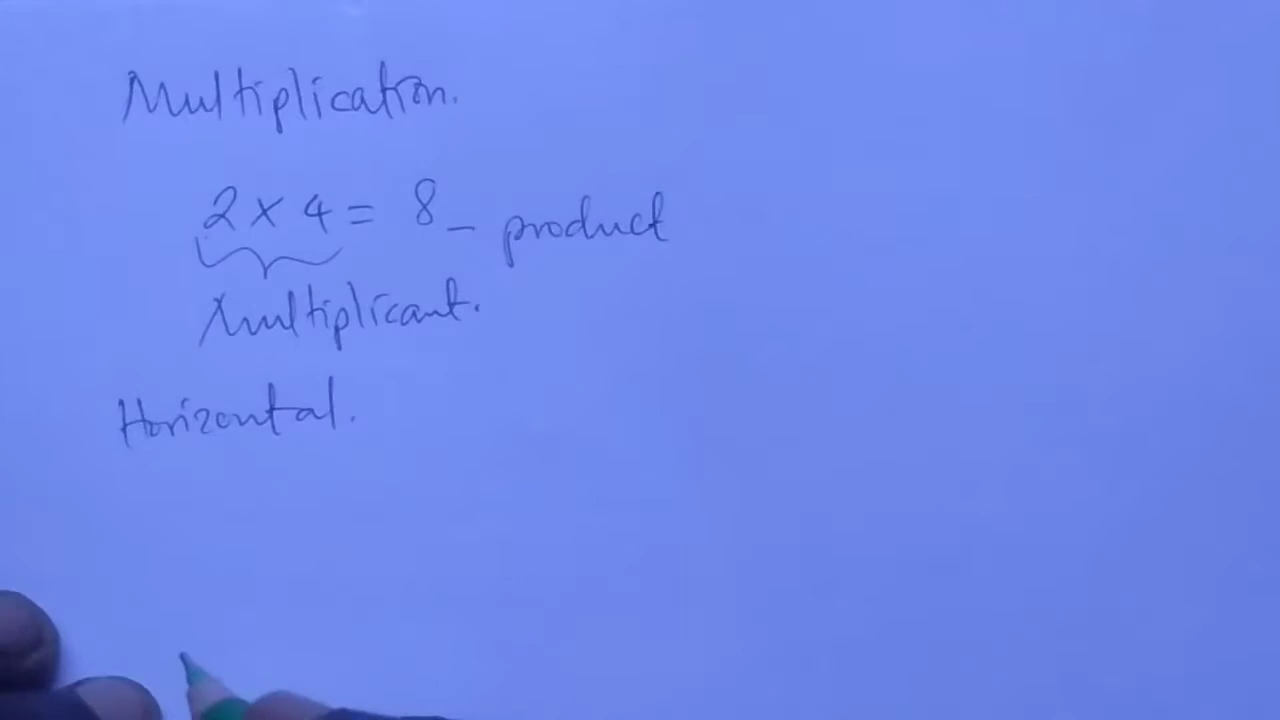 Multiplication.
2 x 4 = 8 _ product
Multiplicant.
Horizontal.